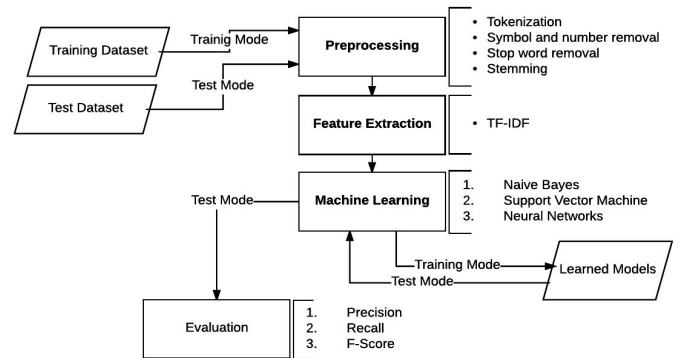 Training Dataset
Trainig Mode
Preprocessing
• Tokenization
• Symbol and number removal
• Stop word removal
• Stemming
Test Mode
Test Dataset
Feature Extraction
• TF-IDF
Machine Learning
1. Naive Bayes
2. Support Vector Machine
3. Neural Networks
Test Mode
Training Mode
Test Mode
Learned Models
Evaluation
1. Precision
2. Recall
3. F-Score